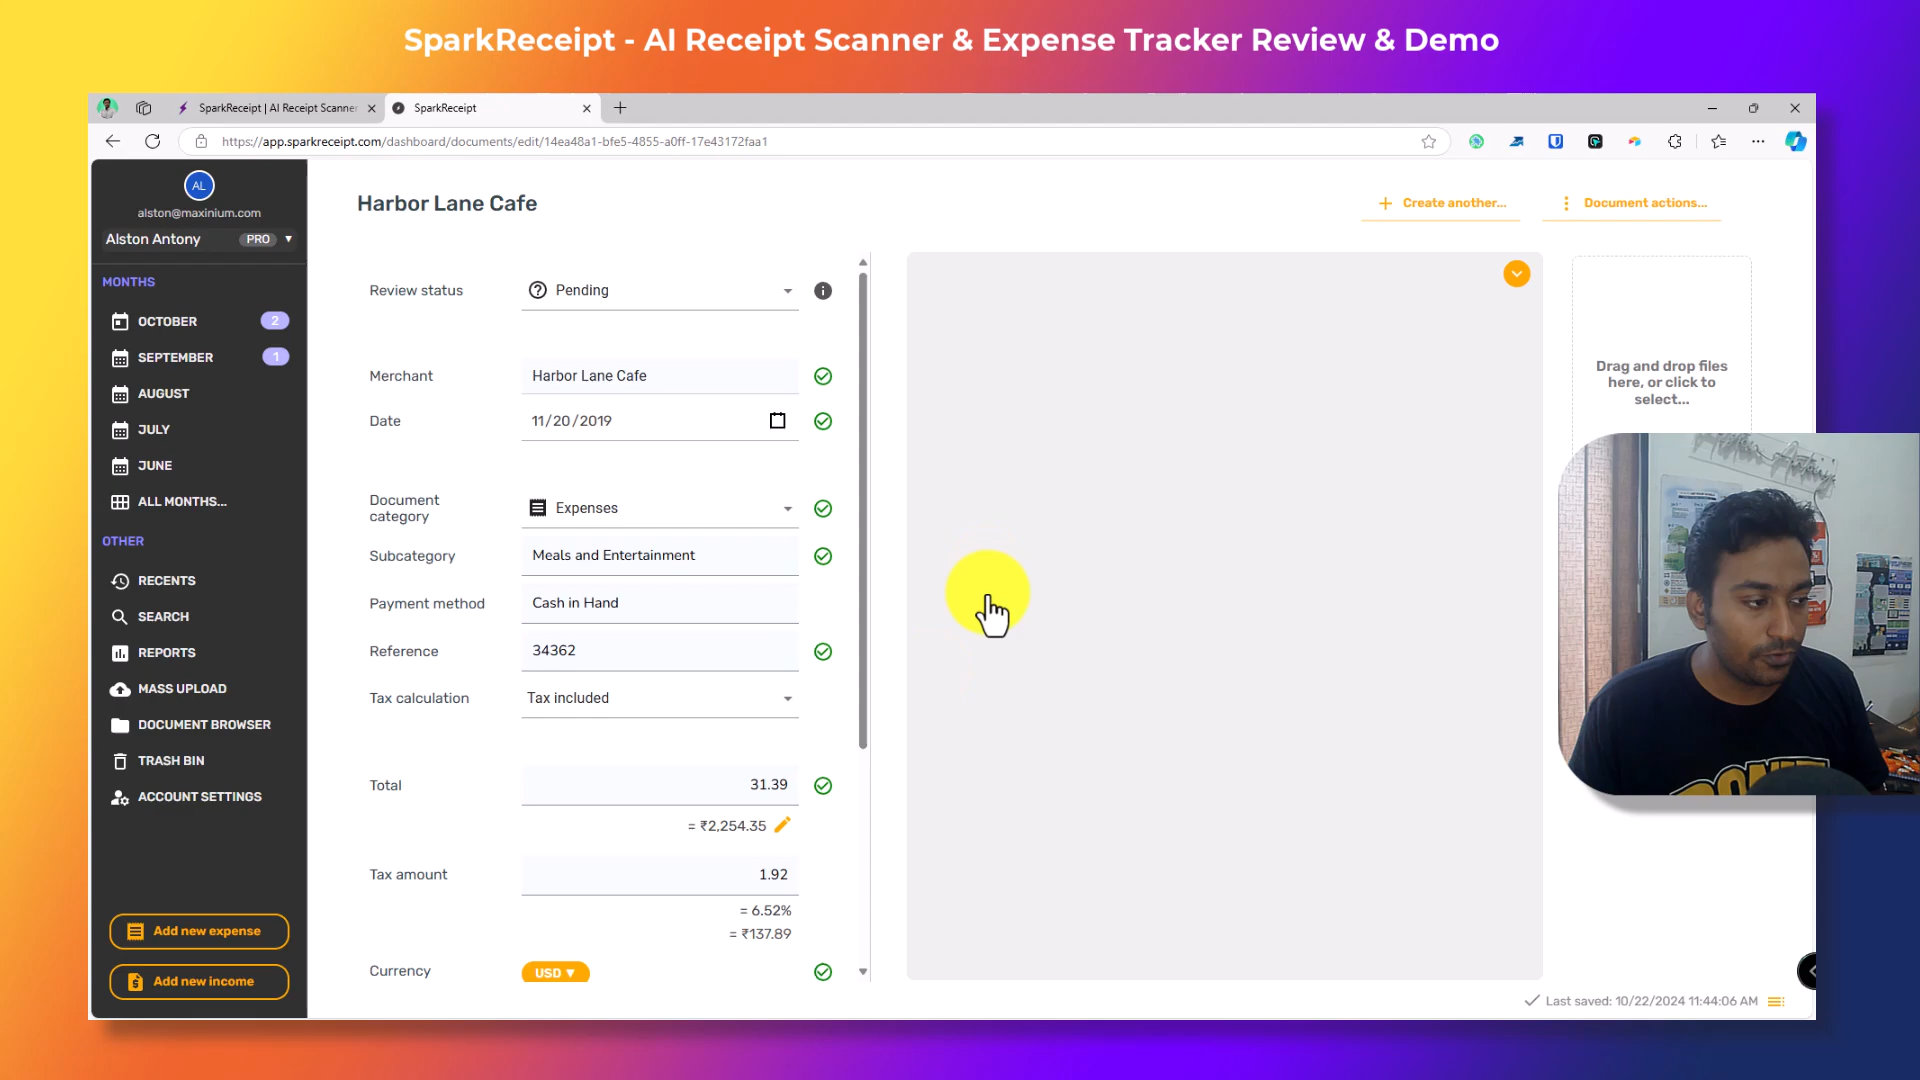 SparkReceipt - AI Receipt Scanner & Expense Tracker Review & Demo
SparkReceipt | AI Receipt Scanner
SparkReceipt
https://app.sparkreceipt.com/dashboard/documents/edit/14ea48a1-bfe5-4855-a0ff-17e43172faa1
AL
alston@maxinium.com
Alston Antony PRO
MONTHS
OCTOBER 2
SEPTEMBER 1
AUGUST
JULY
JUNE
ALL MONTHS...
OTHER
RECENTS
SEARCH
REPORTS
MASS UPLOAD
DOCUMENT BROWSER
TRASH BIN
ACCOUNT SETTINGS
Add new expense
Add new income
Harbor Lane Cafe
Create another...
Document actions...
Review status Pending
Merchant Harbor Lane Cafe
Date 11/20/2019
Document
category
Expenses
Subcategory Meals and Entertainment
Payment method Cash in Hand
Reference 34362
Tax calculation Tax included
Total 31.39
= ₹2,254.35
Tax amount 1.92
= 6.52%
= ₹137.89
Currency USD
Drag and drop files
here, or click to
select...
Last saved: 10/22/2024 11:44:06 AM